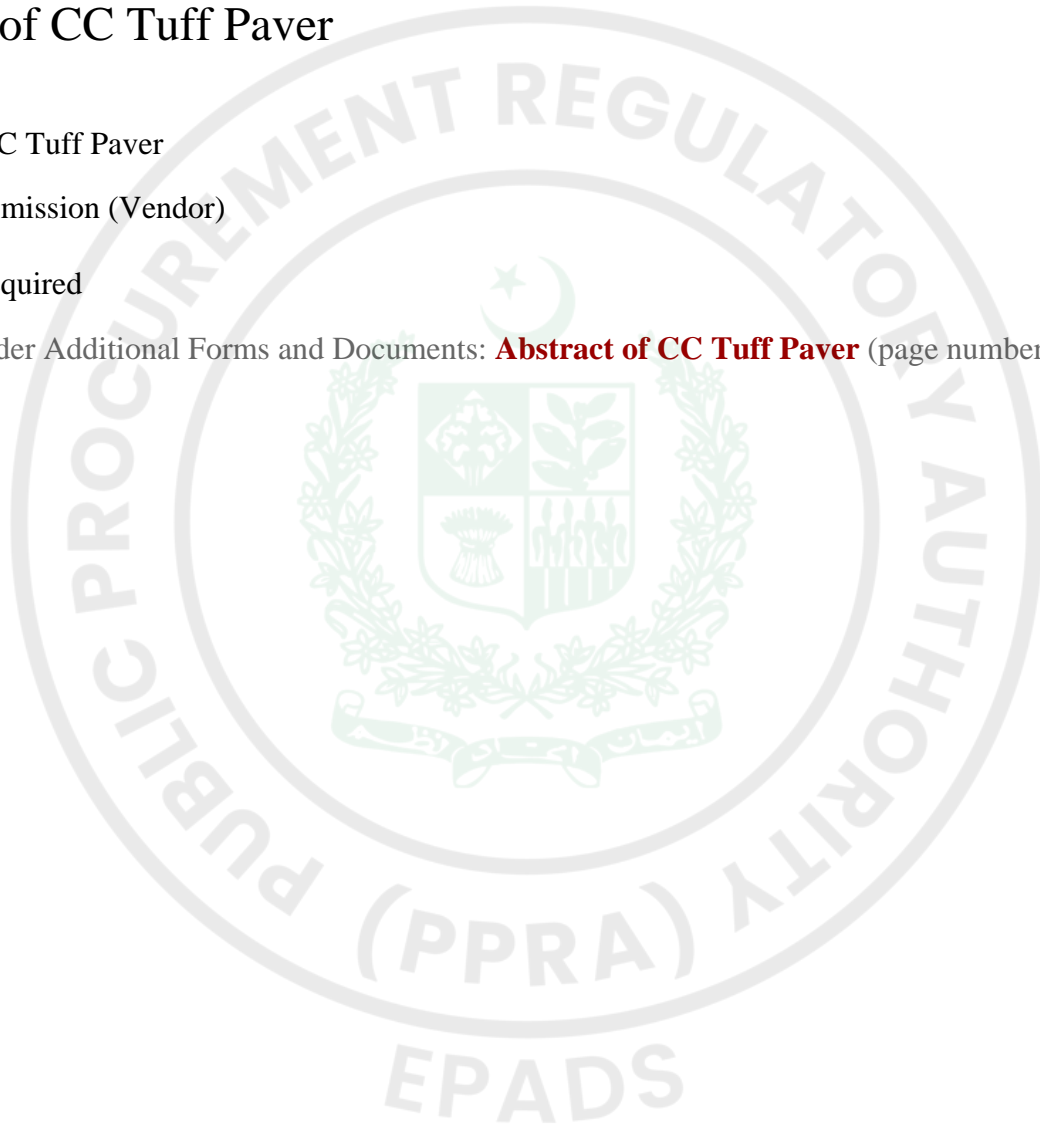 of CC Tuff Paver
C Tuff Paver
mission (Vendor)
quired
der Additional Forms and Documents: Abstract of CC Tuff Paver (page number
PUBLIC PROCUREMENT REGULATORY AUTHORITY
(PPRA)
EPADS